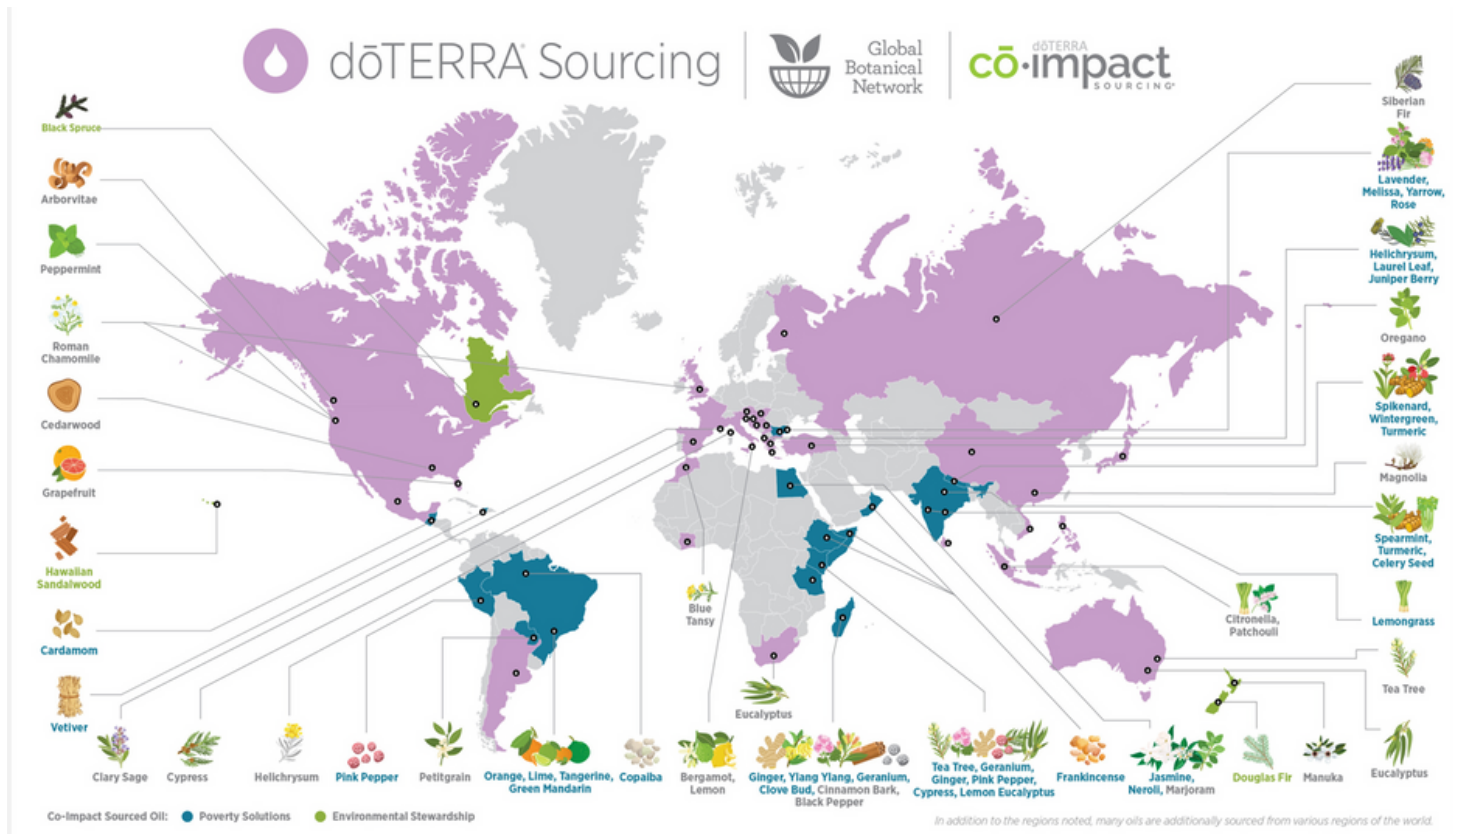 dōTERRA® Sourcing
Global
Botanical
Network
dōTERRA
cō•impact
SOURCING®
Black Spruce
Arborvitae
Peppermint
Roman
Chamomile
Cedarwood
Grapefruit
Hawaiian
Sandalwood
Cardamom
Vetiver
Clary Sage
Cypress
Helichrysum
Pink Pepper
Petitgrain
Orange, Lime, Tangerine,
Green Mandarin
Copaiba
Blue
Tansy
Bergamot,
Lemon
Eucalyptus
Ginger, Ylang Ylang, Geranium,
Clove Bud, Cinnamon Bark,
Black Pepper
Tea Tree, Geranium,
Ginger, Pink Pepper,
Cypress, Lemon Eucalyptus
Frankincense
Jasmine,
Neroli, Marjoram
Douglas Fir
Manuka
Eucalyptus
Siberian
Fir
Lavender,
Melissa, Yarrow,
Rose
Helichrysum,
Laurel Leaf,
Juniper Berry
Oregano
Spikenard,
Wintergreen,
Turmeric
Magnolia
Spearmint,
Turmeric,
Celery Seed
Citronella,
Patchouli
Lemongrass
Tea Tree
Co-Impact Sourced Oil: Poverty Solutions Environmental Stewardship
In addition to the regions noted, many oils are additionally sourced from various regions of the world.